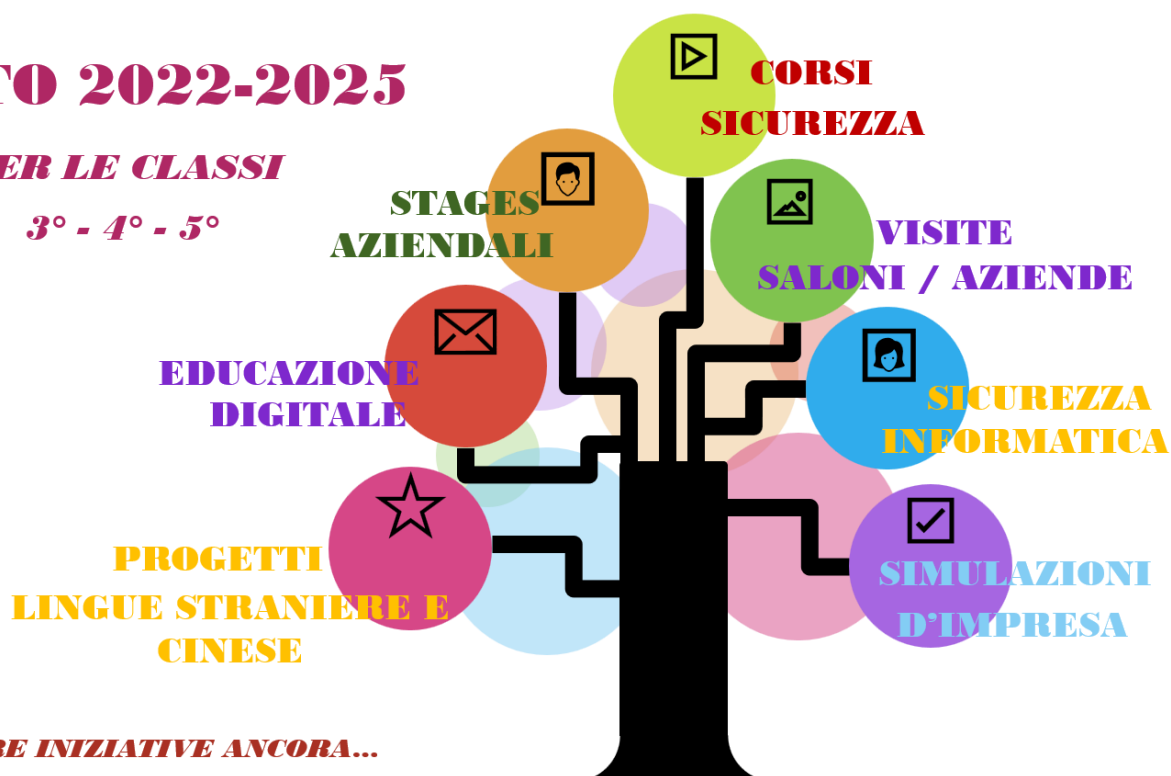 TO 2022-2025
ER LE CLASSI
3° - 4° - 5°
CORSI
SICUREZZA
STAGES
AZIENDALI
VISITE
SALONI / AZIENDE
EDUCAZIONE
DIGITALE
SICUREZZA
INFORMATICA
PROGETTI
LINGUE STRANIERE E
CINESE
SIMULAZIONI
D'IMPRESA
RE INIZIATIVE ANCORA...